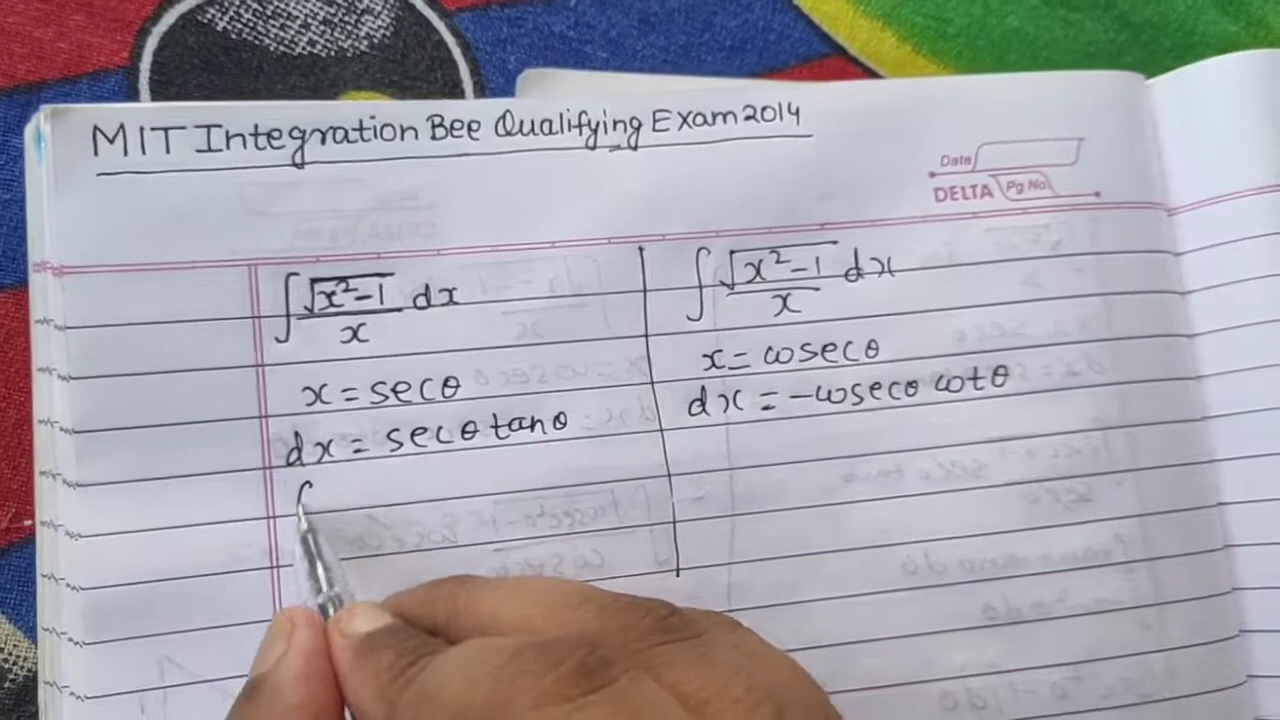 MIT Integration Bee Qualifying Exam 2014
Date
DELTA Pg No
∫ √(x²-1)/x dx
x = secθ
dx = secθ tanθ
∫
∫ √(x²-1)/x dx
x = cosecθ
dx = -cosecθ cotθ